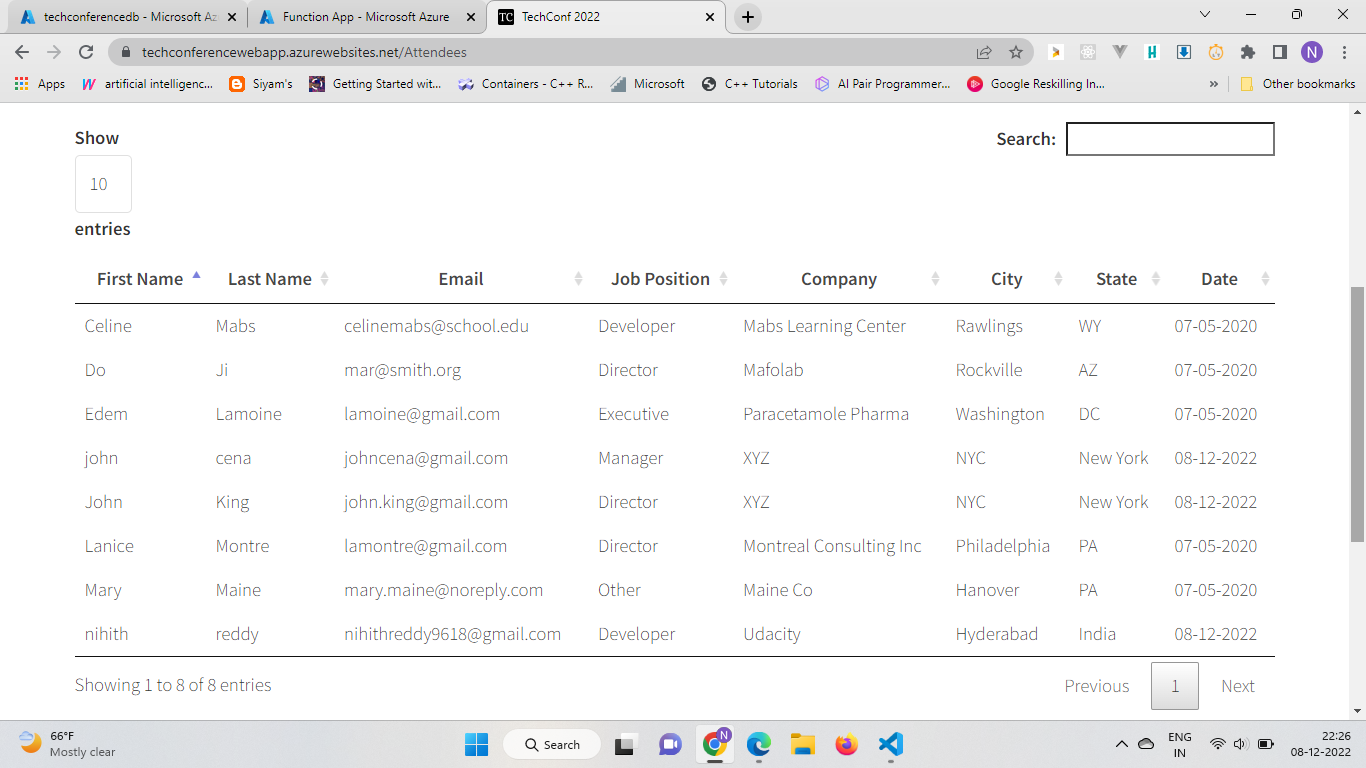 techconferencedb - Microsoft Az
Function App - Microsoft Azure
TC TechConf 2022
techconferencewebapp.azurewebsites.net/Attendees
N
Apps
artificial intelligenc...
Siyam's
Getting Started wit...
Containers - C++ R...
Microsoft
C++ Tutorials
AI Pair Programmer...
Google Reskilling In...
»
Other bookmarks
Show
10
entries
Search:
First Name Last Name Email Job Position Company City State Date
Celine Mabs celinemabs@school.edu Developer Mabs Learning Center Rawlings WY 07-05-2020
Do Ji mar@smith.org Director Mafolab Rockville AZ 07-05-2020
Edem Lamoine lamoine@gmail.com Executive Paracetamole Pharma Washington DC 07-05-2020
john cena johncena@gmail.com Manager XYZ NYC New York 08-12-2022
John King john.king@gmail.com Director XYZ NYC New York 08-12-2022
Lanice Montre lamontre@gmail.com Director Montreal Consulting Inc Philadelphia PA 07-05-2020
Mary Maine mary.maine@noreply.com Other Maine Co Hanover PA 07-05-2020
nihith reddy nihithreddy9618@gmail.com Developer Udacity Hyderabad India 08-12-2022
Showing 1 to 8 of 8 entries
Previous 1 Next
66°F
Mostly clear
Search
N
ENG
IN
22:26
08-12-2022